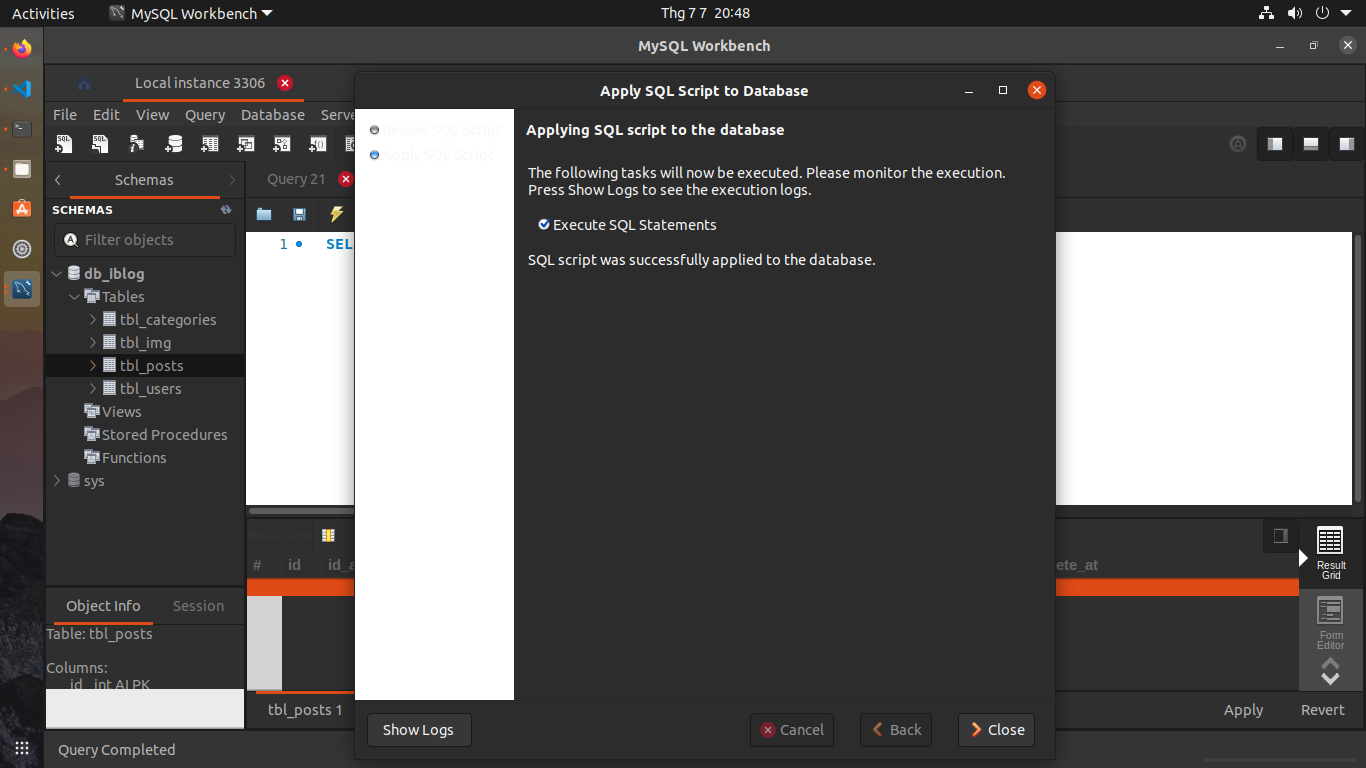 Activities
MySQL Workbench
Thg 7 7 20:48
MySQL Workbench
Local instance 3306
File Edit View Query Database
Schemas
Query 21
SCHEMAS
Filter objects
1
db_iblog
Tables
tbl_categories
tbl_img
tbl_posts
tbl_users
Views
Stored Procedures
Functions
sys
Object Info Session
Table: tbl_posts
Columns:
id int AI PK
Query Completed
Apply SQL Script to Database
Review SQL Script
Apply SQL Script
Applying SQL script to the database
The following tasks will now be executed. Please monitor the execution.
Press Show Logs to see the execution logs.
Execute SQL Statements
SQL script was successfully applied to the database.
Show Logs
Cancel
Back
Close
# id
Result
Grid
Form
Editor
tbl_posts 1
Apply
Revert